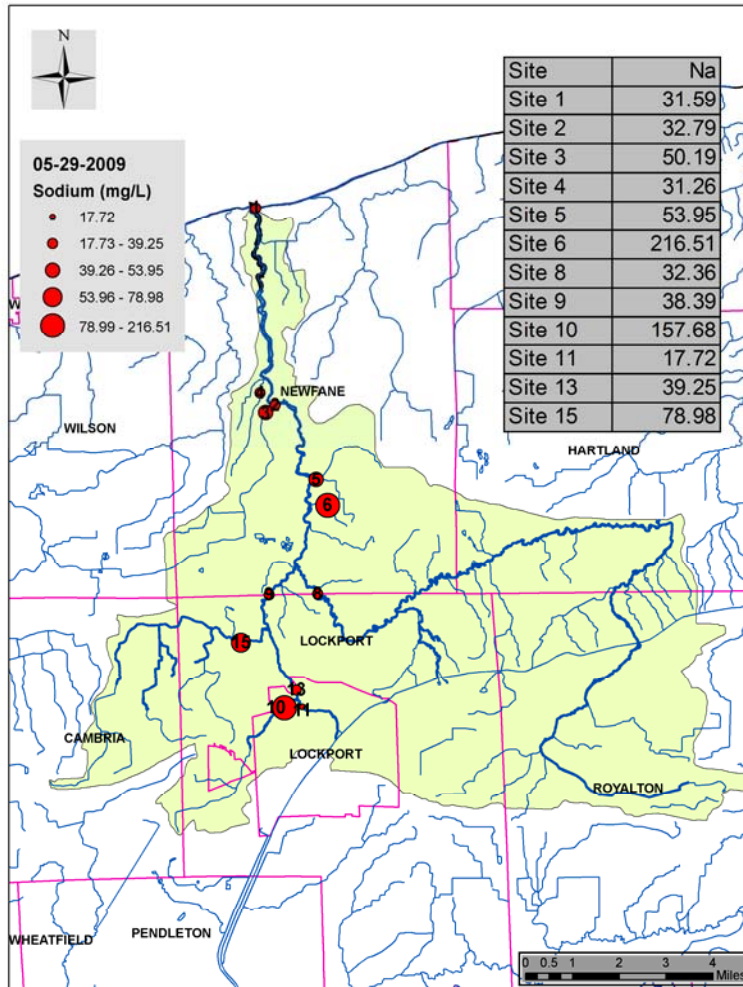 N
05-29-2009
Sodium (mg/L)
17.72
17.73 - 39.25
39.26 - 53.95
53.96 - 78.98
78.99 - 216.51
Site Na
Site 1 31.59
Site 2 32.79
Site 3 50.19
Site 4 31.26
Site 5 53.95
Site 6 216.51
Site 8 32.36
Site 9 38.39
Site 10 157.68
Site 11 17.72
Site 13 39.25
Site 15 78.98
1
W
4
NEWFANE
2
3
WILSON
HARTLAND
5
6
9
8
LOCKPORT
15
13
10
11
CAMBRIA
LOCKPORT
ROYALTON
PENDLETON
WHEATFIELD
0 0.5 1 2 3 4
Miles